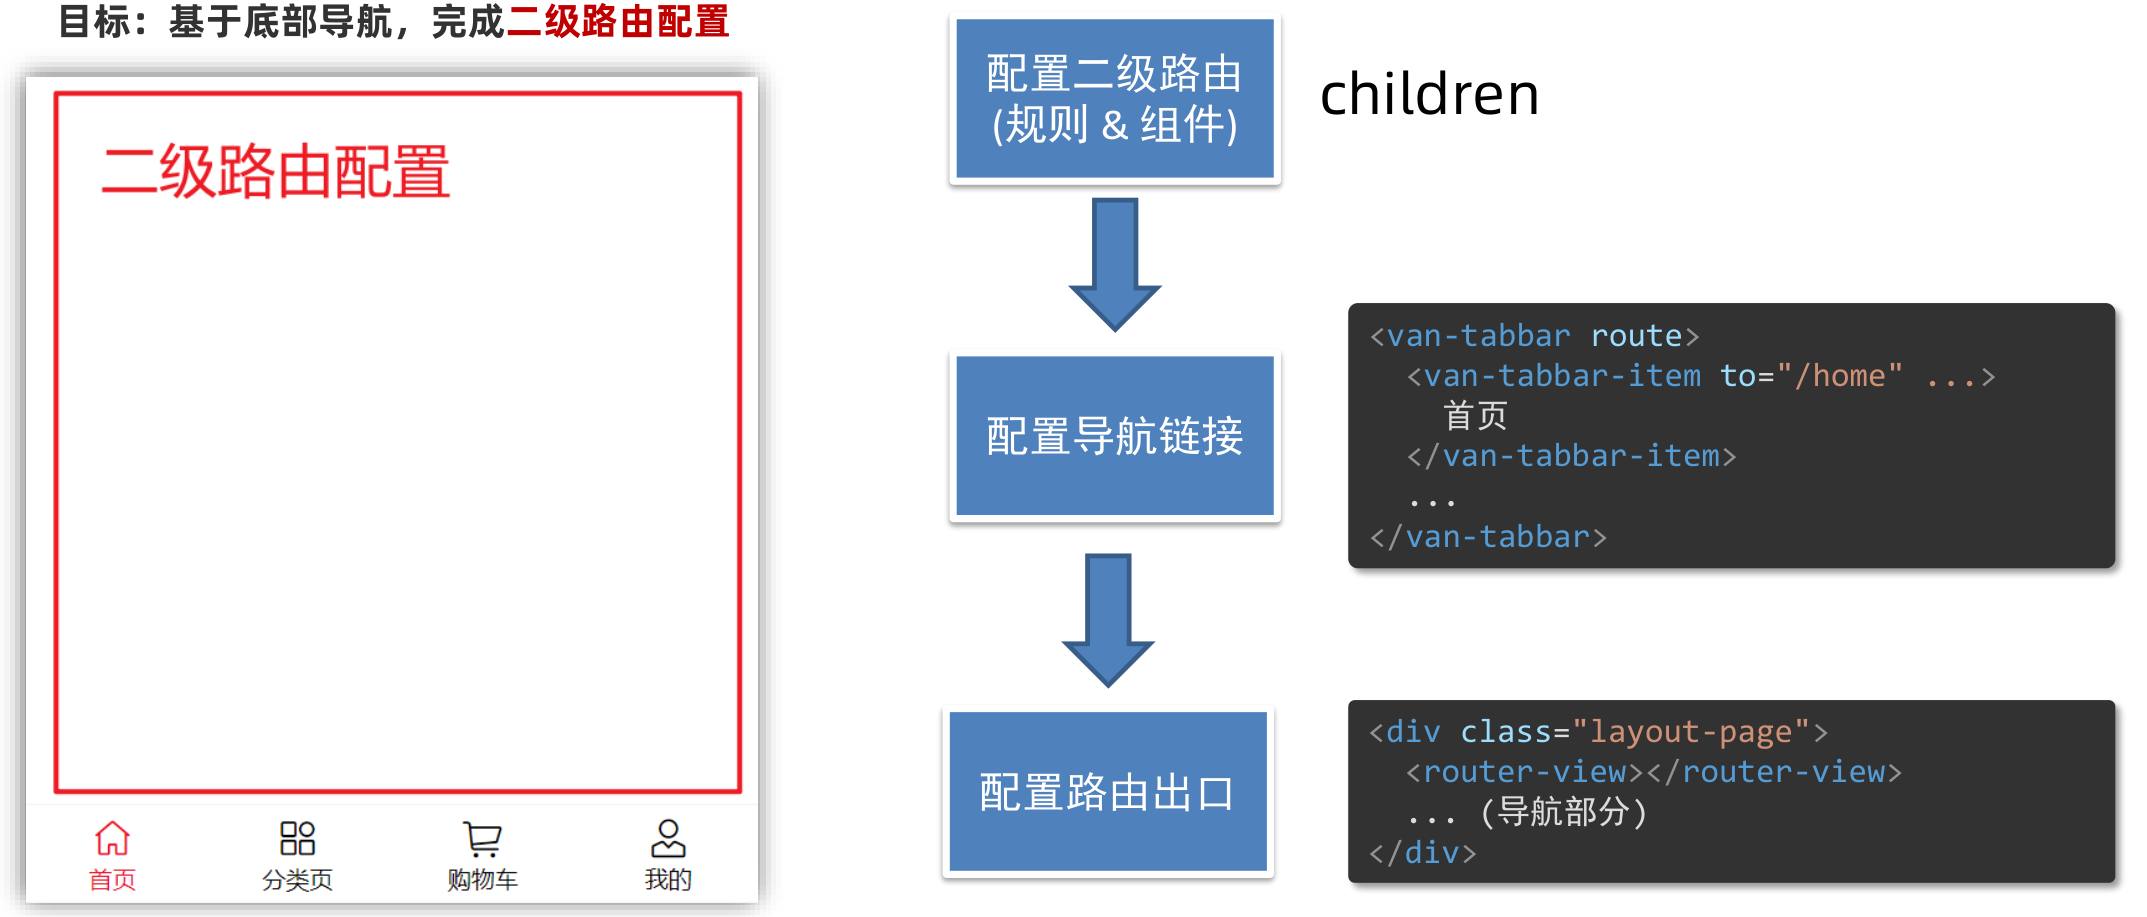 目标：基于底部导航，完成二级路由配置
二级路由配置
首页
分类页
购物车
我的
配置二级路由
(规则 & 组件)
children
配置导航链接
<van-tabbar route>
<van-tabbar-item to="/home" ...>
首页
</van-tabbar-item>
...
</van-tabbar>
配置路由出口
<div class="layout-page">
<router-view></router-view>
... (导航部分)
</div>